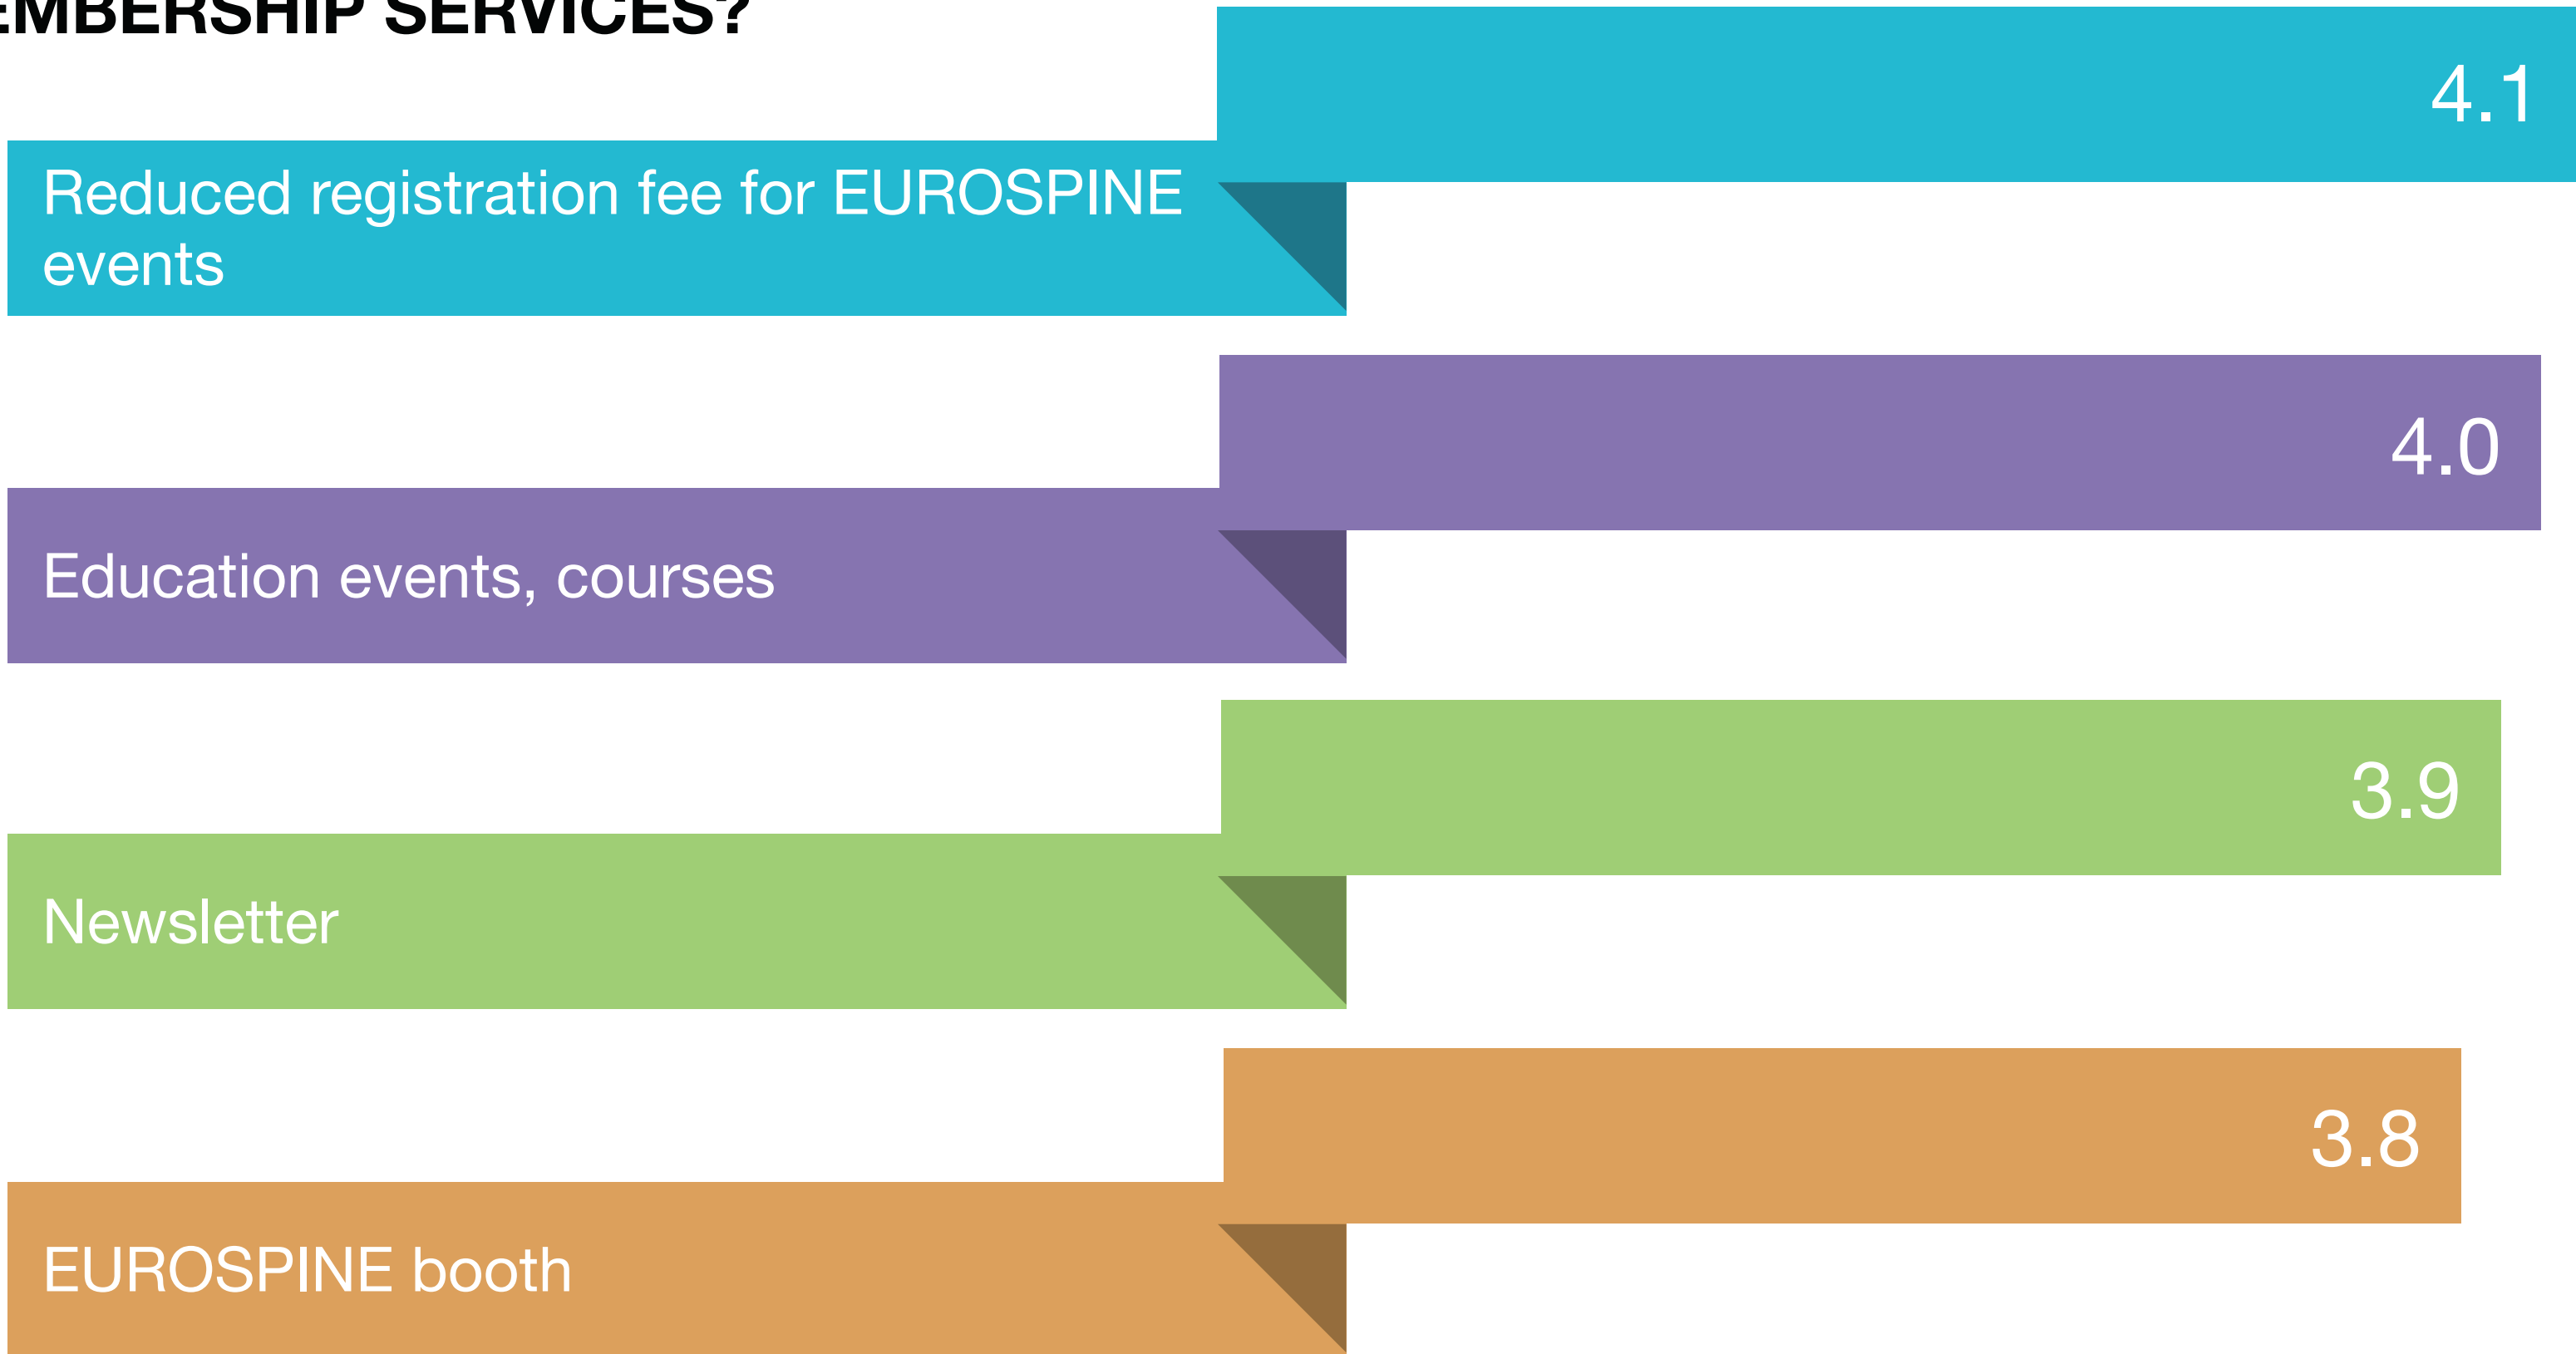 EMBERSHIP SERVICES?
4.1
Reduced registration fee for EUROSPINE
events
4.0
Education events, courses
3.9
Newsletter
3.8
EUROSPINE booth